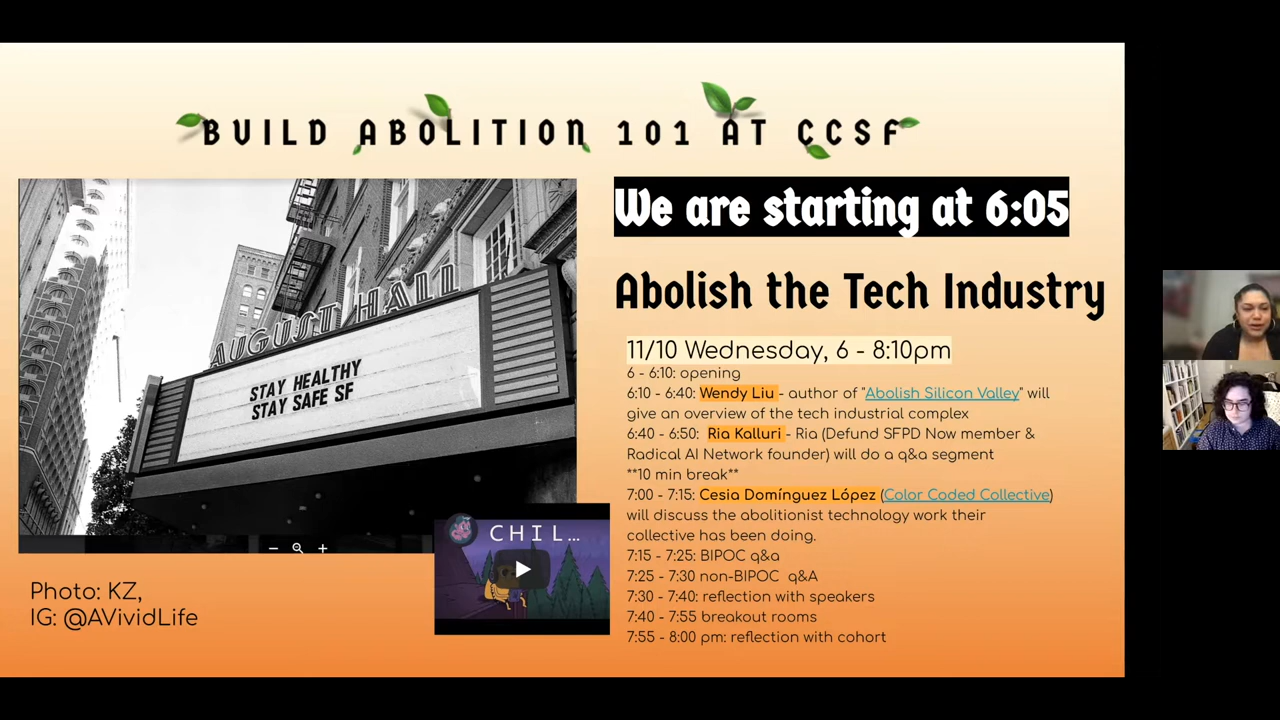 BUILD ABOLITION 101 AT CCSF
AUGUST HALL
STAY HEALTHY
STAY SAFE SF
Photo: KZ,
IG: @AVividLife
CHIL...
We are starting at 6:05
Abolish the Tech Industry
11/10 Wednesday, 6 - 8:10pm
6 - 6:10: opening
6:10 - 6:40: Wendy Liu - author of "Abolish Silicon Valley" will
give an overview of the tech industrial complex
6:40 - 6:50: Ria Kalluri - Ria (Defund SFPD Now member &
Radical AI Network founder) will do a q&a segment
**10 min break**
7:00 - 7:15: Cesia Domínguez López (Color Coded Collective)
will discuss the abolitionist technology work their
collective has been doing.
7:15 - 7:25: BIPOC q&a
7:25 - 7:30 non-BIPOC q&A
7:30 - 7:40: reflection with speakers
7:40 - 7:55 breakout rooms
7:55 - 8:00 pm: reflection with cohort